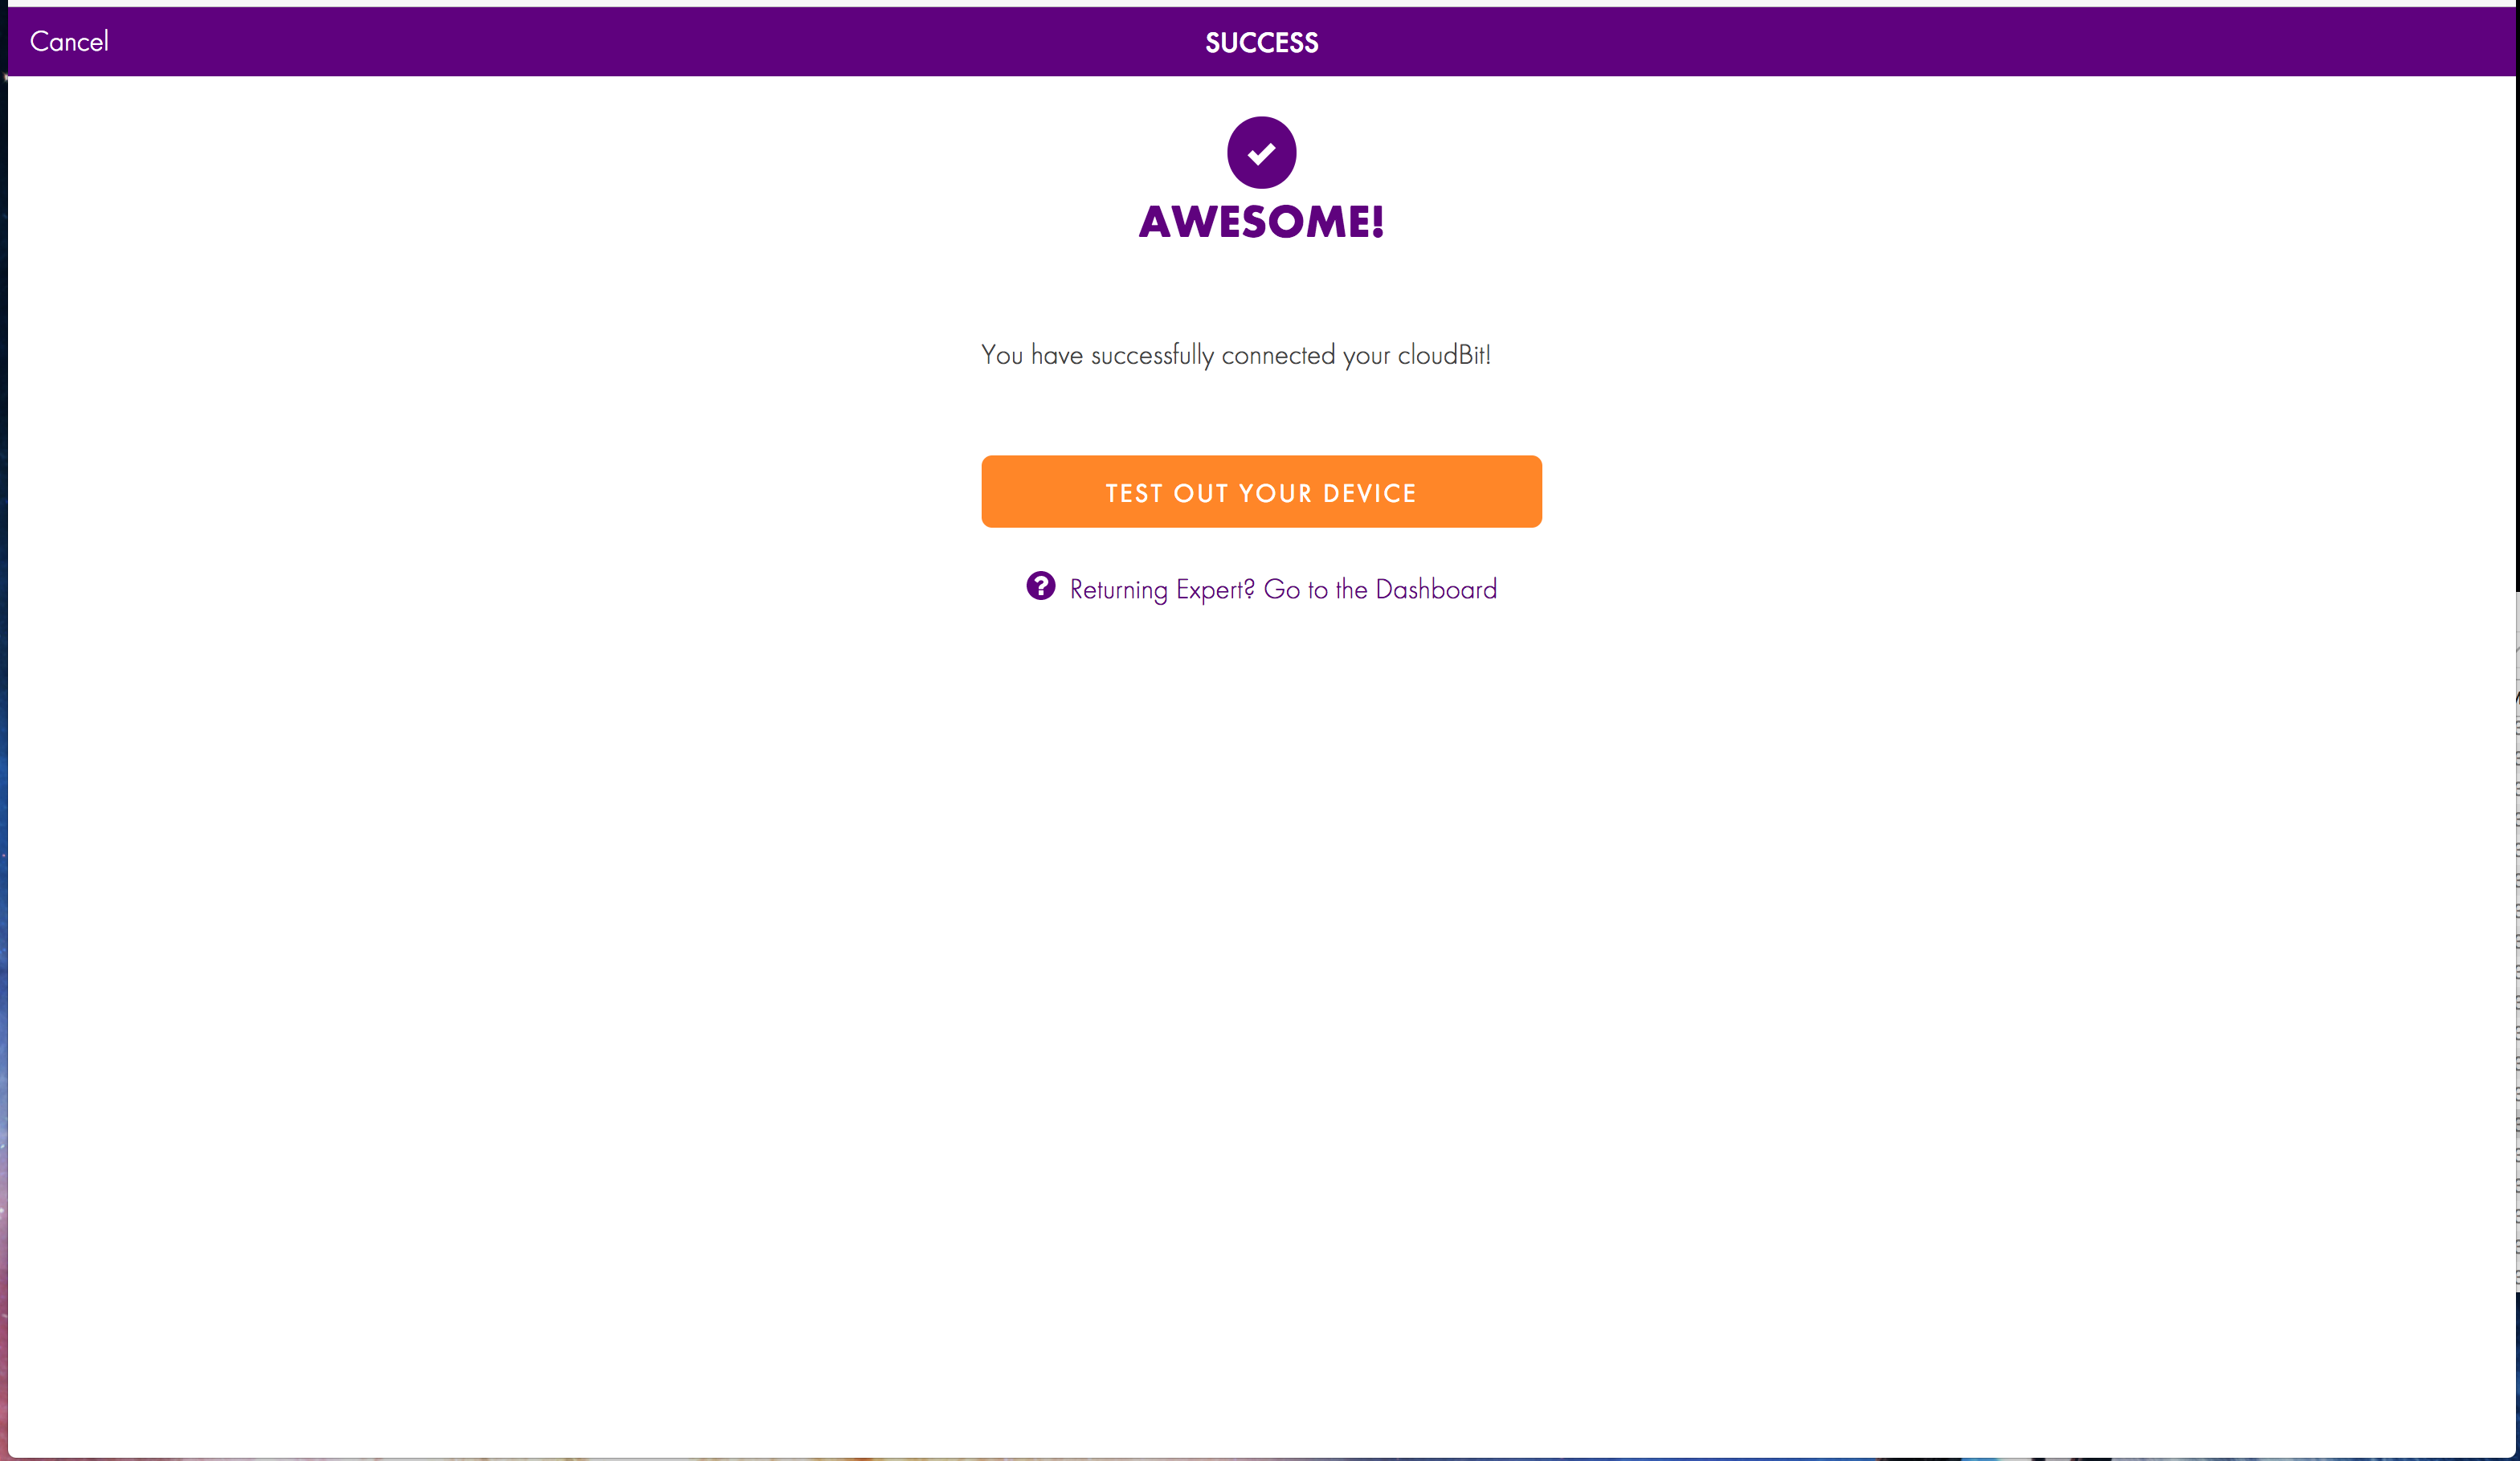 Cancel
SUCCESS
AWESOME!
You have successfully connected your cloudBit!
TEST OUT YOUR DEVICE
Returning Expert? Go to the Dashboard